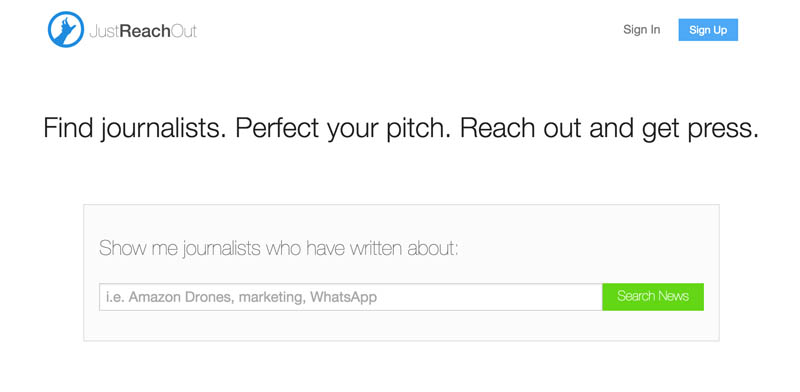 JustReachOut
Sign In
Sign Up
Find journalists. Perfect your pitch. Reach out and get press.
Show me journalists who have written about:
i.e. Amazon Drones, marketing, WhatsApp
Search News